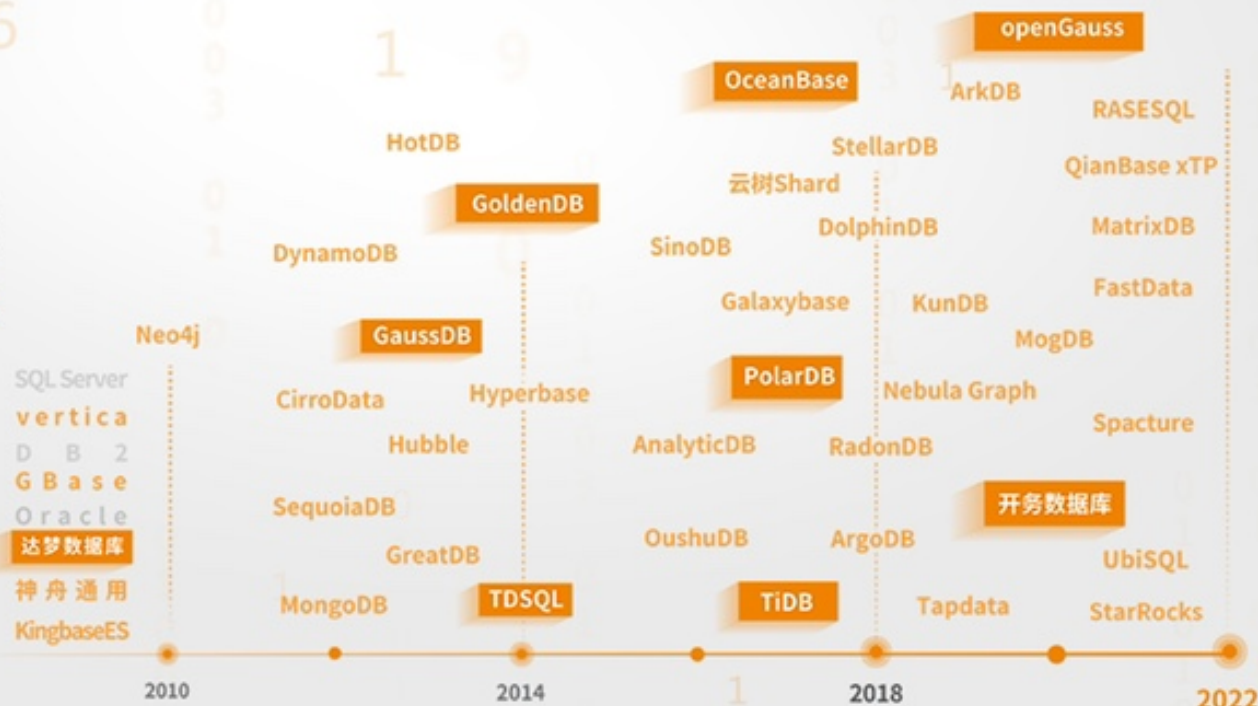 openGauss
OceanBase
ArkDB
RASESQL
HotDB
StellarDB
QianBase xTP
云树Shard
GoldenDB
DolphinDB
MatrixDB
DynamoDB
SinoDB
FastData
Galaxybase
KunDB
Neo4j
GaussDB
MogDB
SQL Server
PolarDB
Nebula Graph
CirroData
Hyperbase
vertica
Spacture
Hubble
AnalyticDB
RadonDB
DB2
GBase
SequoiaDB
开务数据库
Oracle
达梦数据库
OushuDB
ArgoDB
GreatDB
UbiSQL
神舟通用
MongoDB
TDSQL
TiDB
Tapdata
StarRocks
KingbaseES
2010
2014
2018
2022